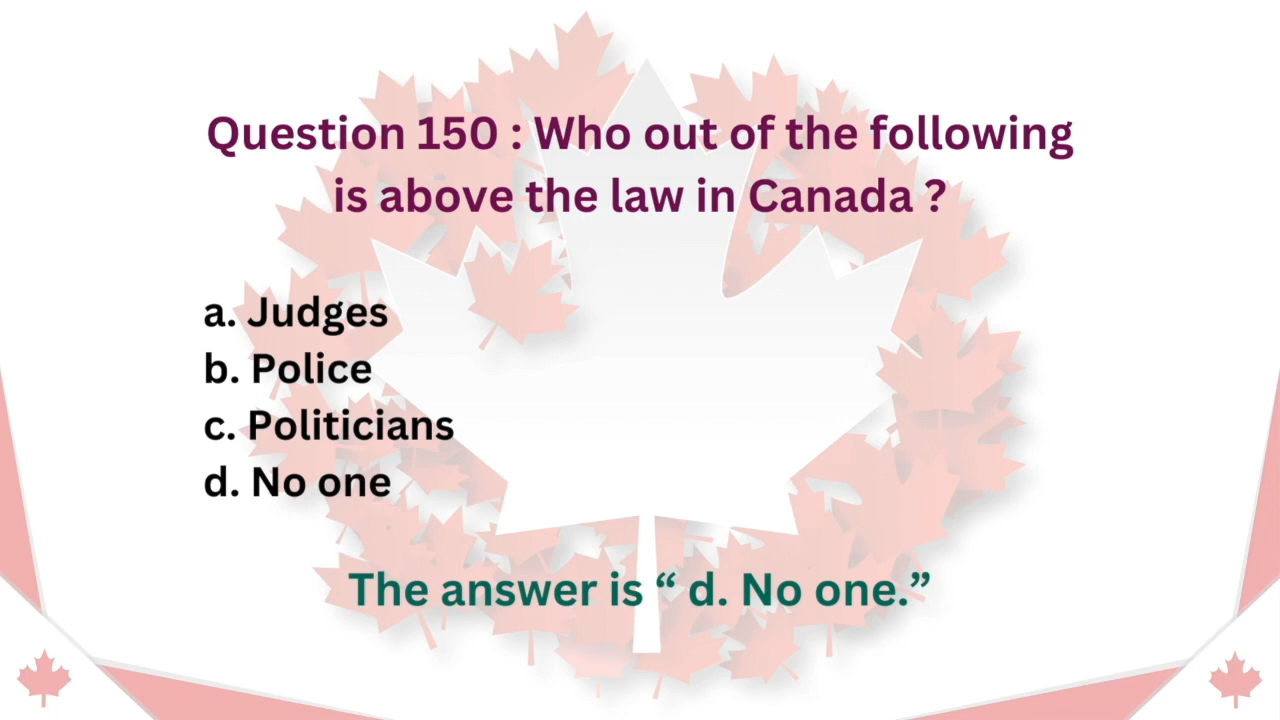 Question 150 : Who out of the following
is above the law in Canada ?
a. Judges
b. Police
c. Politicians
d. No one
The answer is “ d. No one.”